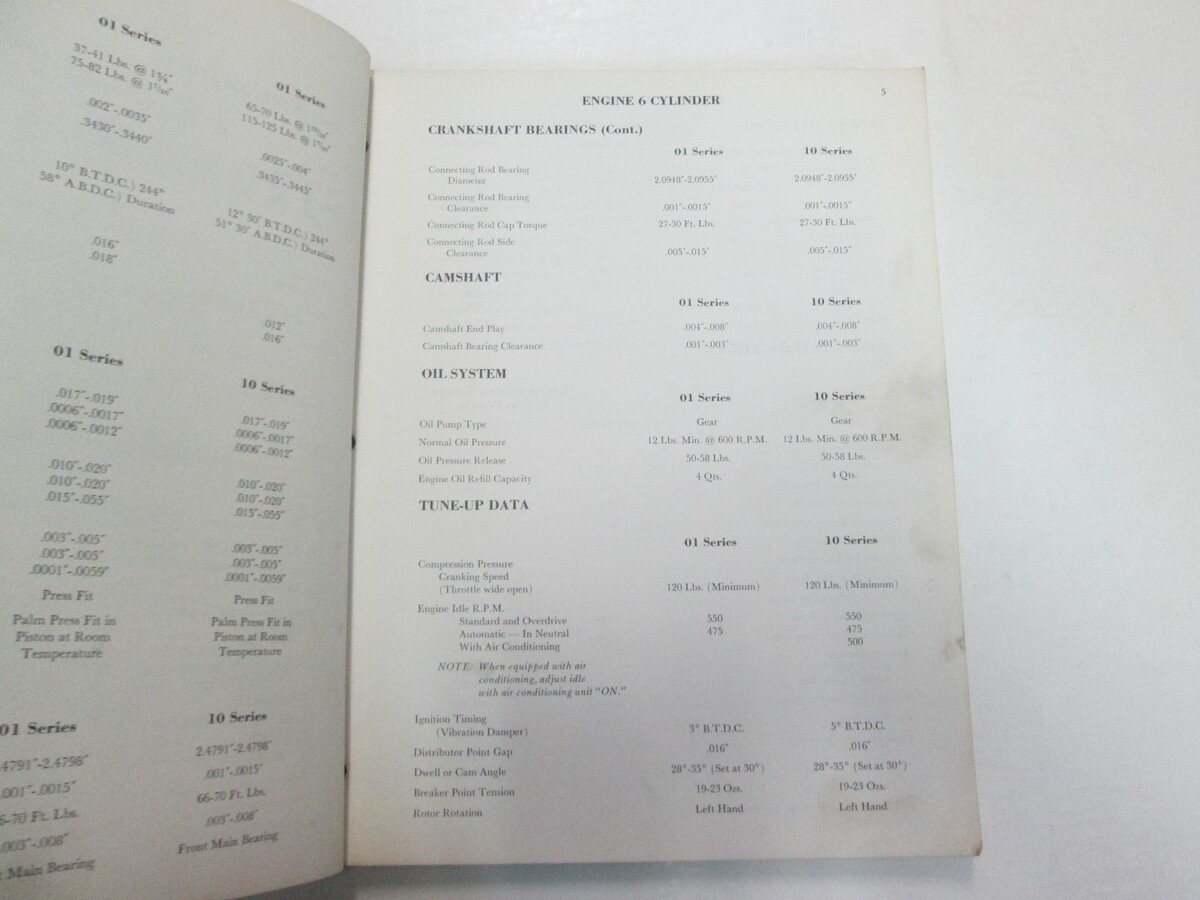 01 Series
37-41 Lbs. @ 1¾"
75-82 Lbs. @ 1⁷⁄₁₆"
.002"-.0035"
.3430"-.3440"
10° B.T.D.C.) 244°
58° A.B.D.C.) Duration
.016"
.018"
01 Series
65-70 Lbs. @
115-125 Lbs. @
.0025"-.004"
.3435"-.3445"
12° 30' B.T.D.C.) 244°
51° 30' A.B.D.C.) Duration
.012"
.016"
01 Series
.017"-.019"
.0006"-.0017"
.0006"-.0012"
.010"-.020"
.010"-.020"
.015"-.055"
.003"-.005"
.003"-.005"
.0001"-.0059"
Press Fit
Palm Press Fit in
Piston at Room
Temperature
10 Series
.017"-.019"
.0006"-.0017"
.0006"-.0012"
.010"-.020"
.010"-.020"
.015"-.055"
.003"-.005"
.003"-.005"
.0001"-.0059"
Press Fit
Palm Press Fit in
Piston at Room
Temperature
01 Series
4791"-2.4798"
.001"-.0015"
6-70 Ft. Lbs.
.003"-.008"
Main Bearing
10 Series
2.4791"-2.4798"
.001"-.0015"
66-70 Ft. Lbs.
.003"-.008"
Front Main Bearing
5
ENGINE 6 CYLINDER
CRANKSHAFT BEARINGS (Cont.)
01 Series 10 Series
Connecting Rod Bearing
Diameter 2.0948"-2.0955" 2.0948"-2.0955"
Connecting Rod Bearing
Clearance .001"-.0015" .001"-.0015"
Connecting Rod Cap Torque 27-30 Ft. Lbs. 27-30 Ft. Lbs.
Connecting Rod Side
Clearance .005"-.015" .005"-.015"
CAMSHAFT
01 Series 10 Series
Camshaft End Play .004"-.008" .004"-.008"
Camshaft Bearing Clearance .001"-.003" .001"-.003"
OIL SYSTEM
01 Series 10 Series
Oil Pump Type Gear Gear
Normal Oil Pressure 12 Lbs. Min. @ 600 R.P.M. 12 Lbs. Min. @ 600 R.P.M.
Oil Pressure Release 50-58 Lbs. 50-58 Lbs.
Engine Oil Refill Capacity 4 Qts. 4 Qts.
TUNE-UP DATA
01 Series 10 Series
Compression Pressure
Cranking Speed
(Throttle wide open) 120 Lbs. (Minimum) 120 Lbs. (Minimum)
Engine Idle R.P.M.
Standard and Overdrive 550 550
Automatic — In Neutral 475 475
With Air Conditioning 500
NOTE: When equipped with air
conditioning, adjust idle
with air conditioning unit "ON."
Ignition Timing
(Vibration Damper) 3° B.T.D.C. 5° B.T.D.C.
Distributor Point Gap .016" .016"
Dwell or Cam Angle 28°-35° (Set at 30°) 28°-35° (Set at 30°)
Breaker Point Tension 19-23 Ozs. 19-23 Ozs.
Rotor Rotation Left Hand Left Hand